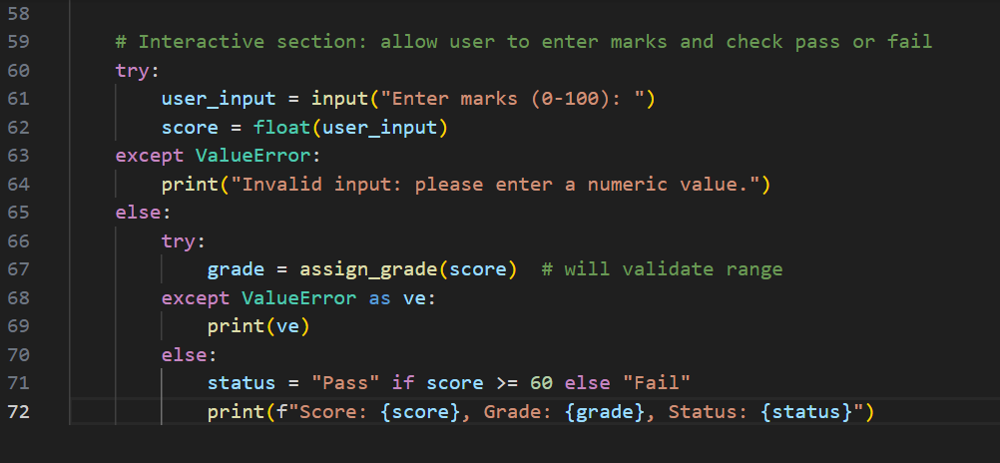 58
59 # Interactive section: allow user to enter marks and check pass or fail
60 try:
61 user_input = input("Enter marks (0-100): ")
62 score = float(user_input)
63 except ValueError:
64 print("Invalid input: please enter a numeric value.")
65 else:
66 try:
67 grade = assign_grade(score)  # will validate range
68 except ValueError as ve:
69 print(ve)
70 else:
71 status = "Pass" if score >= 60 else "Fail"
72 print(f"Score: {score}, Grade: {grade}, Status: {status}")